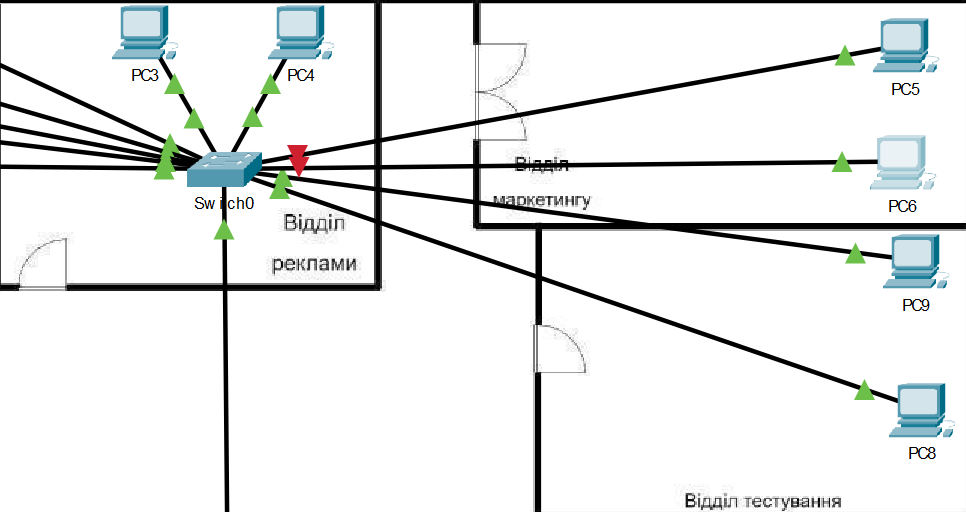 PC3
PC4
PC5
Відділ
маркетингу
PC6
Switch0
Відділ
реклами
PC9
PC8
Відділ тестування